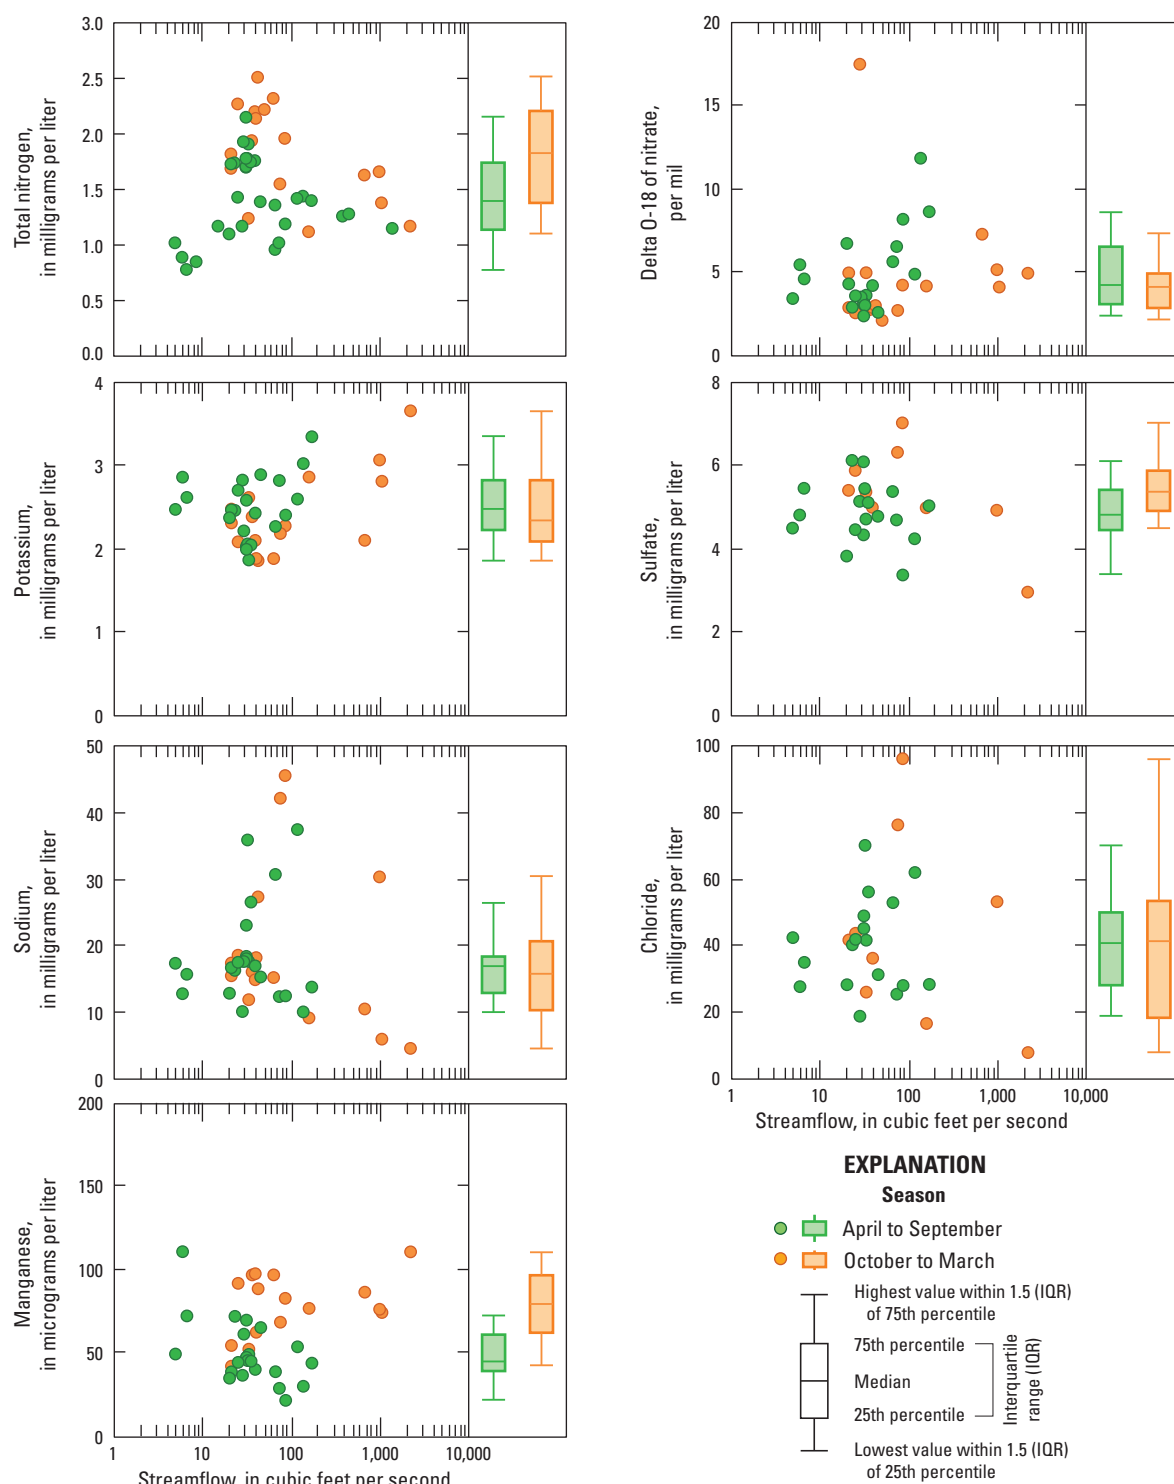 Total nitrogen,
in milligrams per liter
3.0
2.5
2.0
1.5
1.0
0.5
0.0
Delta O-18 of nitrate,
per mil
20
15
10
5
0
Potassium,
in milligrams per liter
4
3
2
1
0
Sulfate,
in milligrams per liter
8
6
4
2
0
Sodium,
in milligrams per liter
50
40
30
20
10
0
Chloride,
in milligrams per liter
100
80
60
40
20
0
1 10 100 1,000 10,000
Streamflow, in cubic feet per second
Manganese,
in micrograms per liter
200
150
100
50
0
1 10 100 1,000 10,000
Streamflow, in cubic feet per second
EXPLANATION
Season
April to September
October to March
Highest value within 1.5 (IQR)
of 75th percentile
75th percentile
Median
25th percentile
Interquartile
range (IQR)
Lowest value within 1.5 (IQR)
of 25th percentile